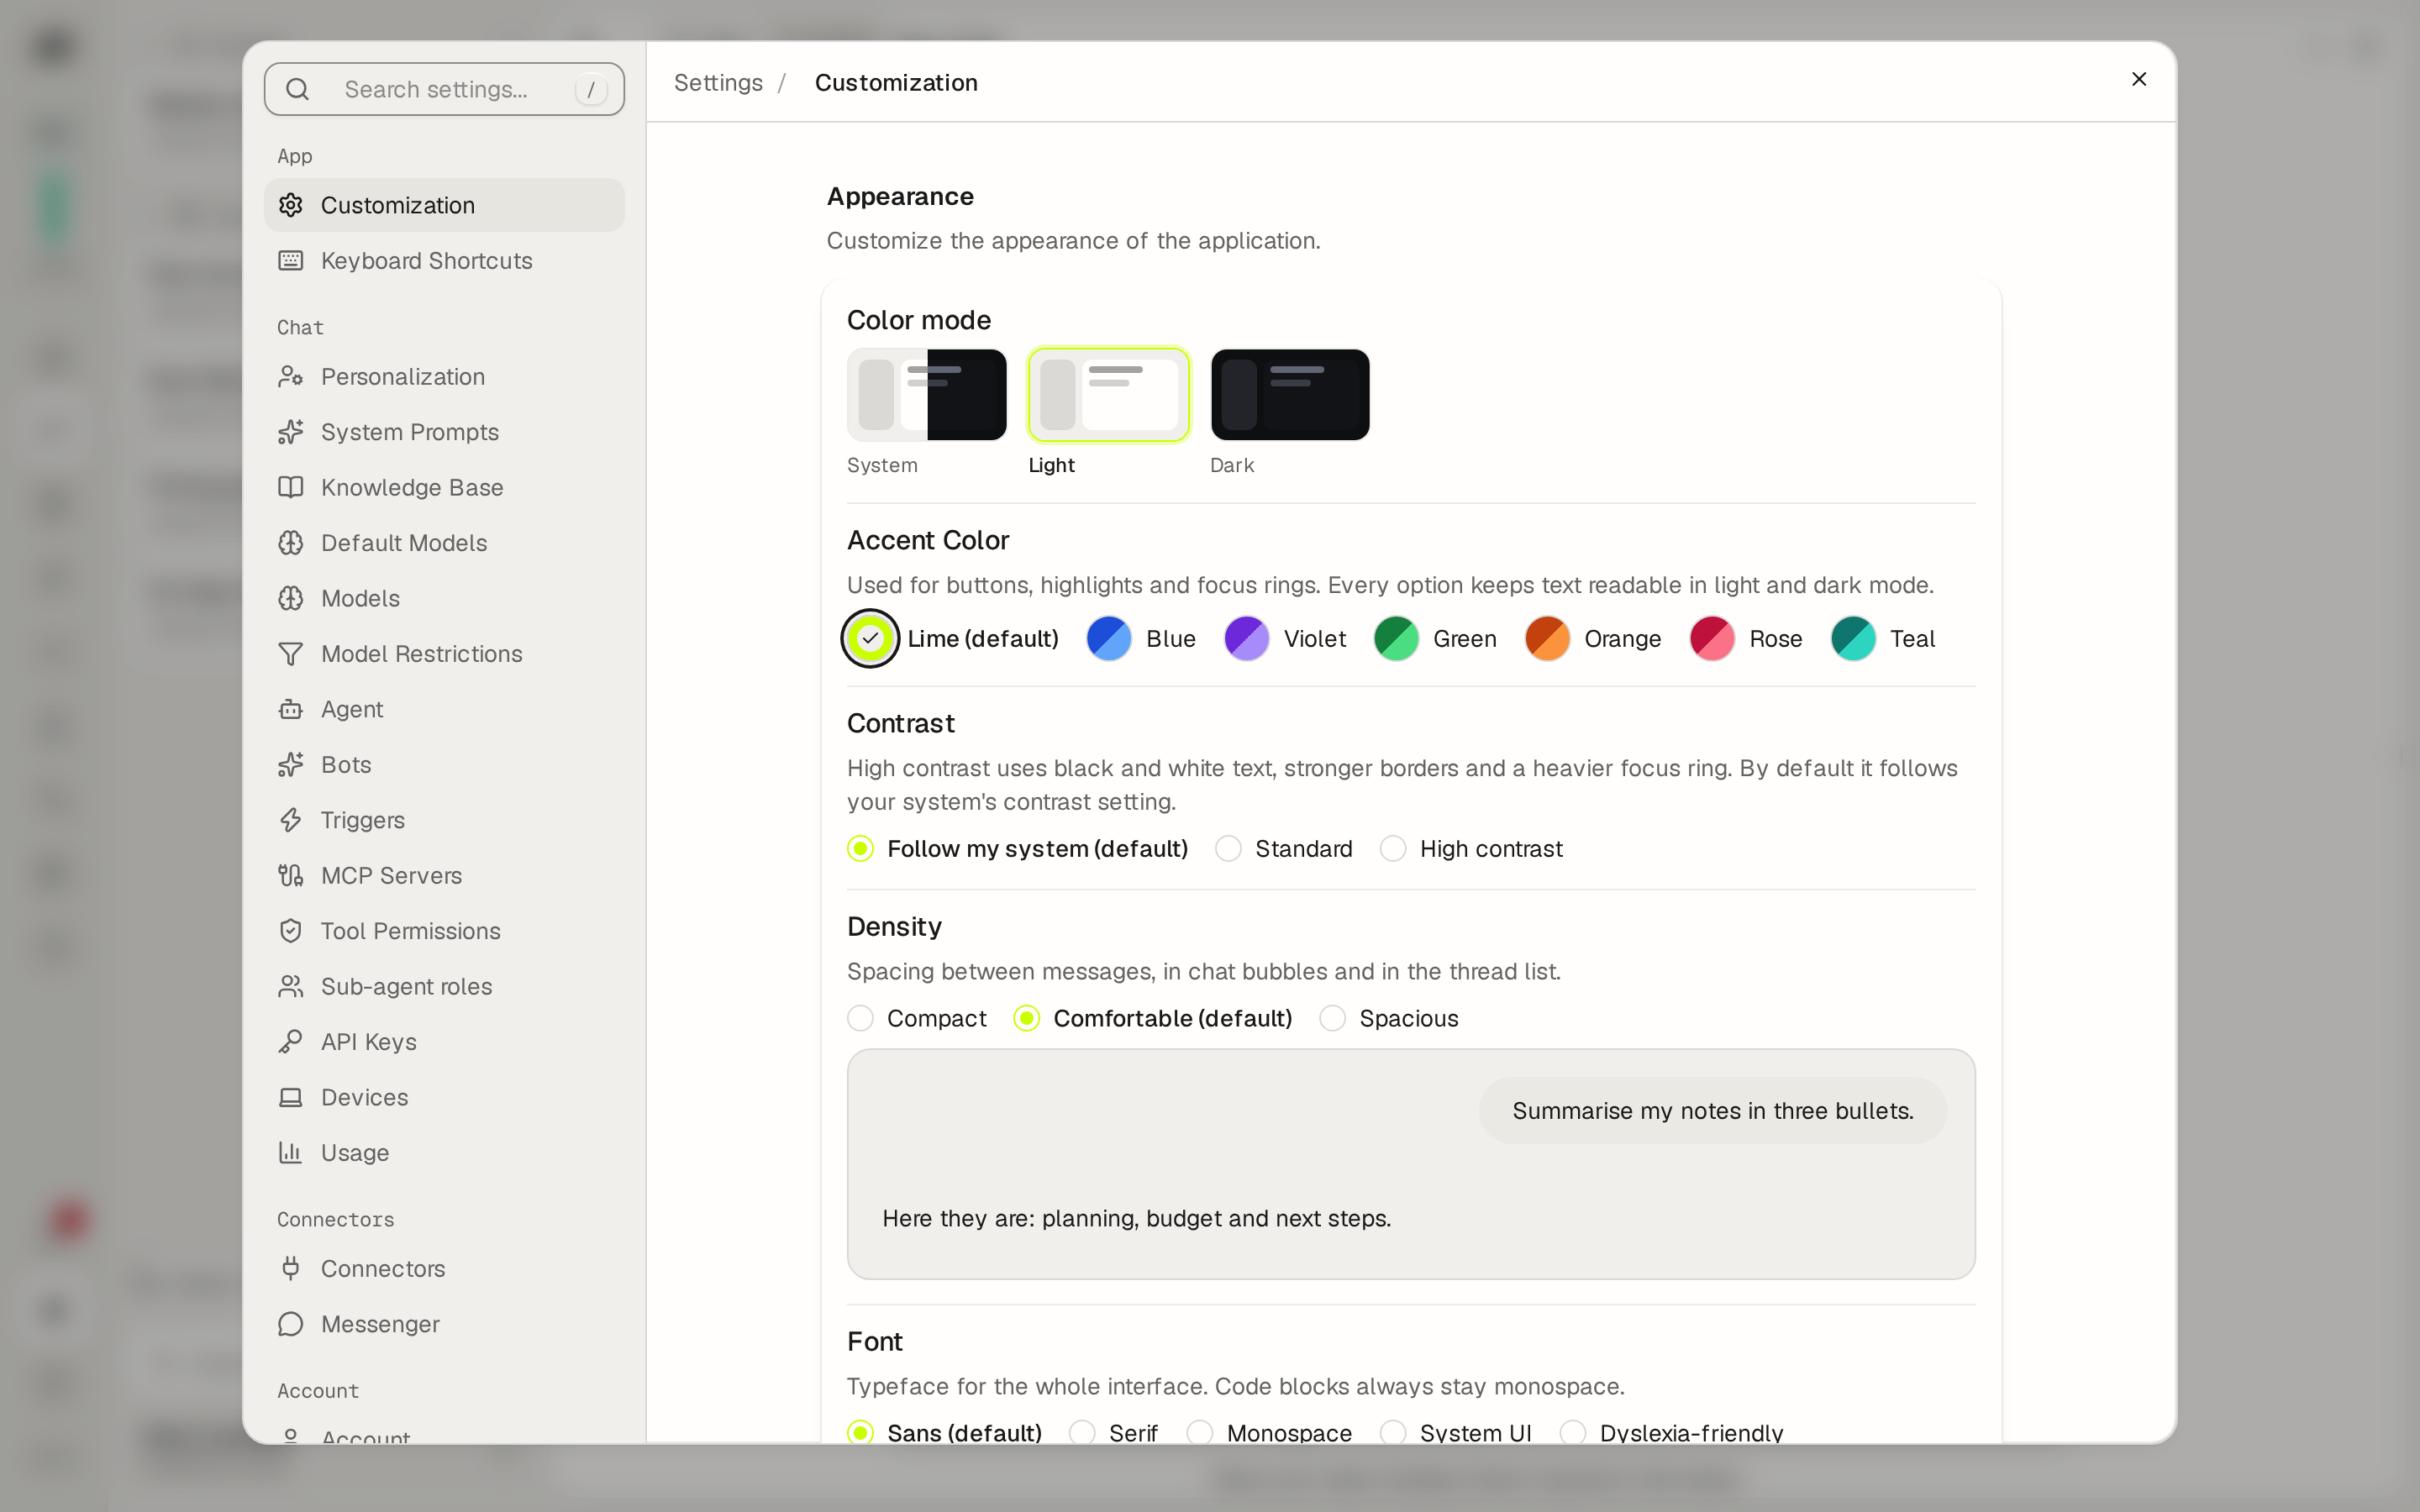 Search settings...
/
App
Customization
Keyboard Shortcuts
Chat
Personalization
System Prompts
Knowledge Base
Default Models
Models
Model Restrictions
Agent
Bots
Triggers
MCP Servers
Tool Permissions
Sub-agent roles
API Keys
Devices
Usage
Connectors
Connectors
Messenger
Account
Account
Settings / Customization
Appearance
Customize the appearance of the application.
Color mode
System Light Dark
Accent Color
Used for buttons, highlights and focus rings. Every option keeps text readable in light and dark mode.
Lime (default) Blue Violet Green Orange Rose Teal
Contrast
High contrast uses black and white text, stronger borders and a heavier focus ring. By default it follows
your system's contrast setting.
Follow my system (default) Standard High contrast
Density
Spacing between messages, in chat bubbles and in the thread list.
Compact Comfortable (default) Spacious
Summarise my notes in three bullets.
Here they are: planning, budget and next steps.
Font
Typeface for the whole interface. Code blocks always stay monospace.
Sans (default) Serif Monospace System UI Dyslexia-friendly